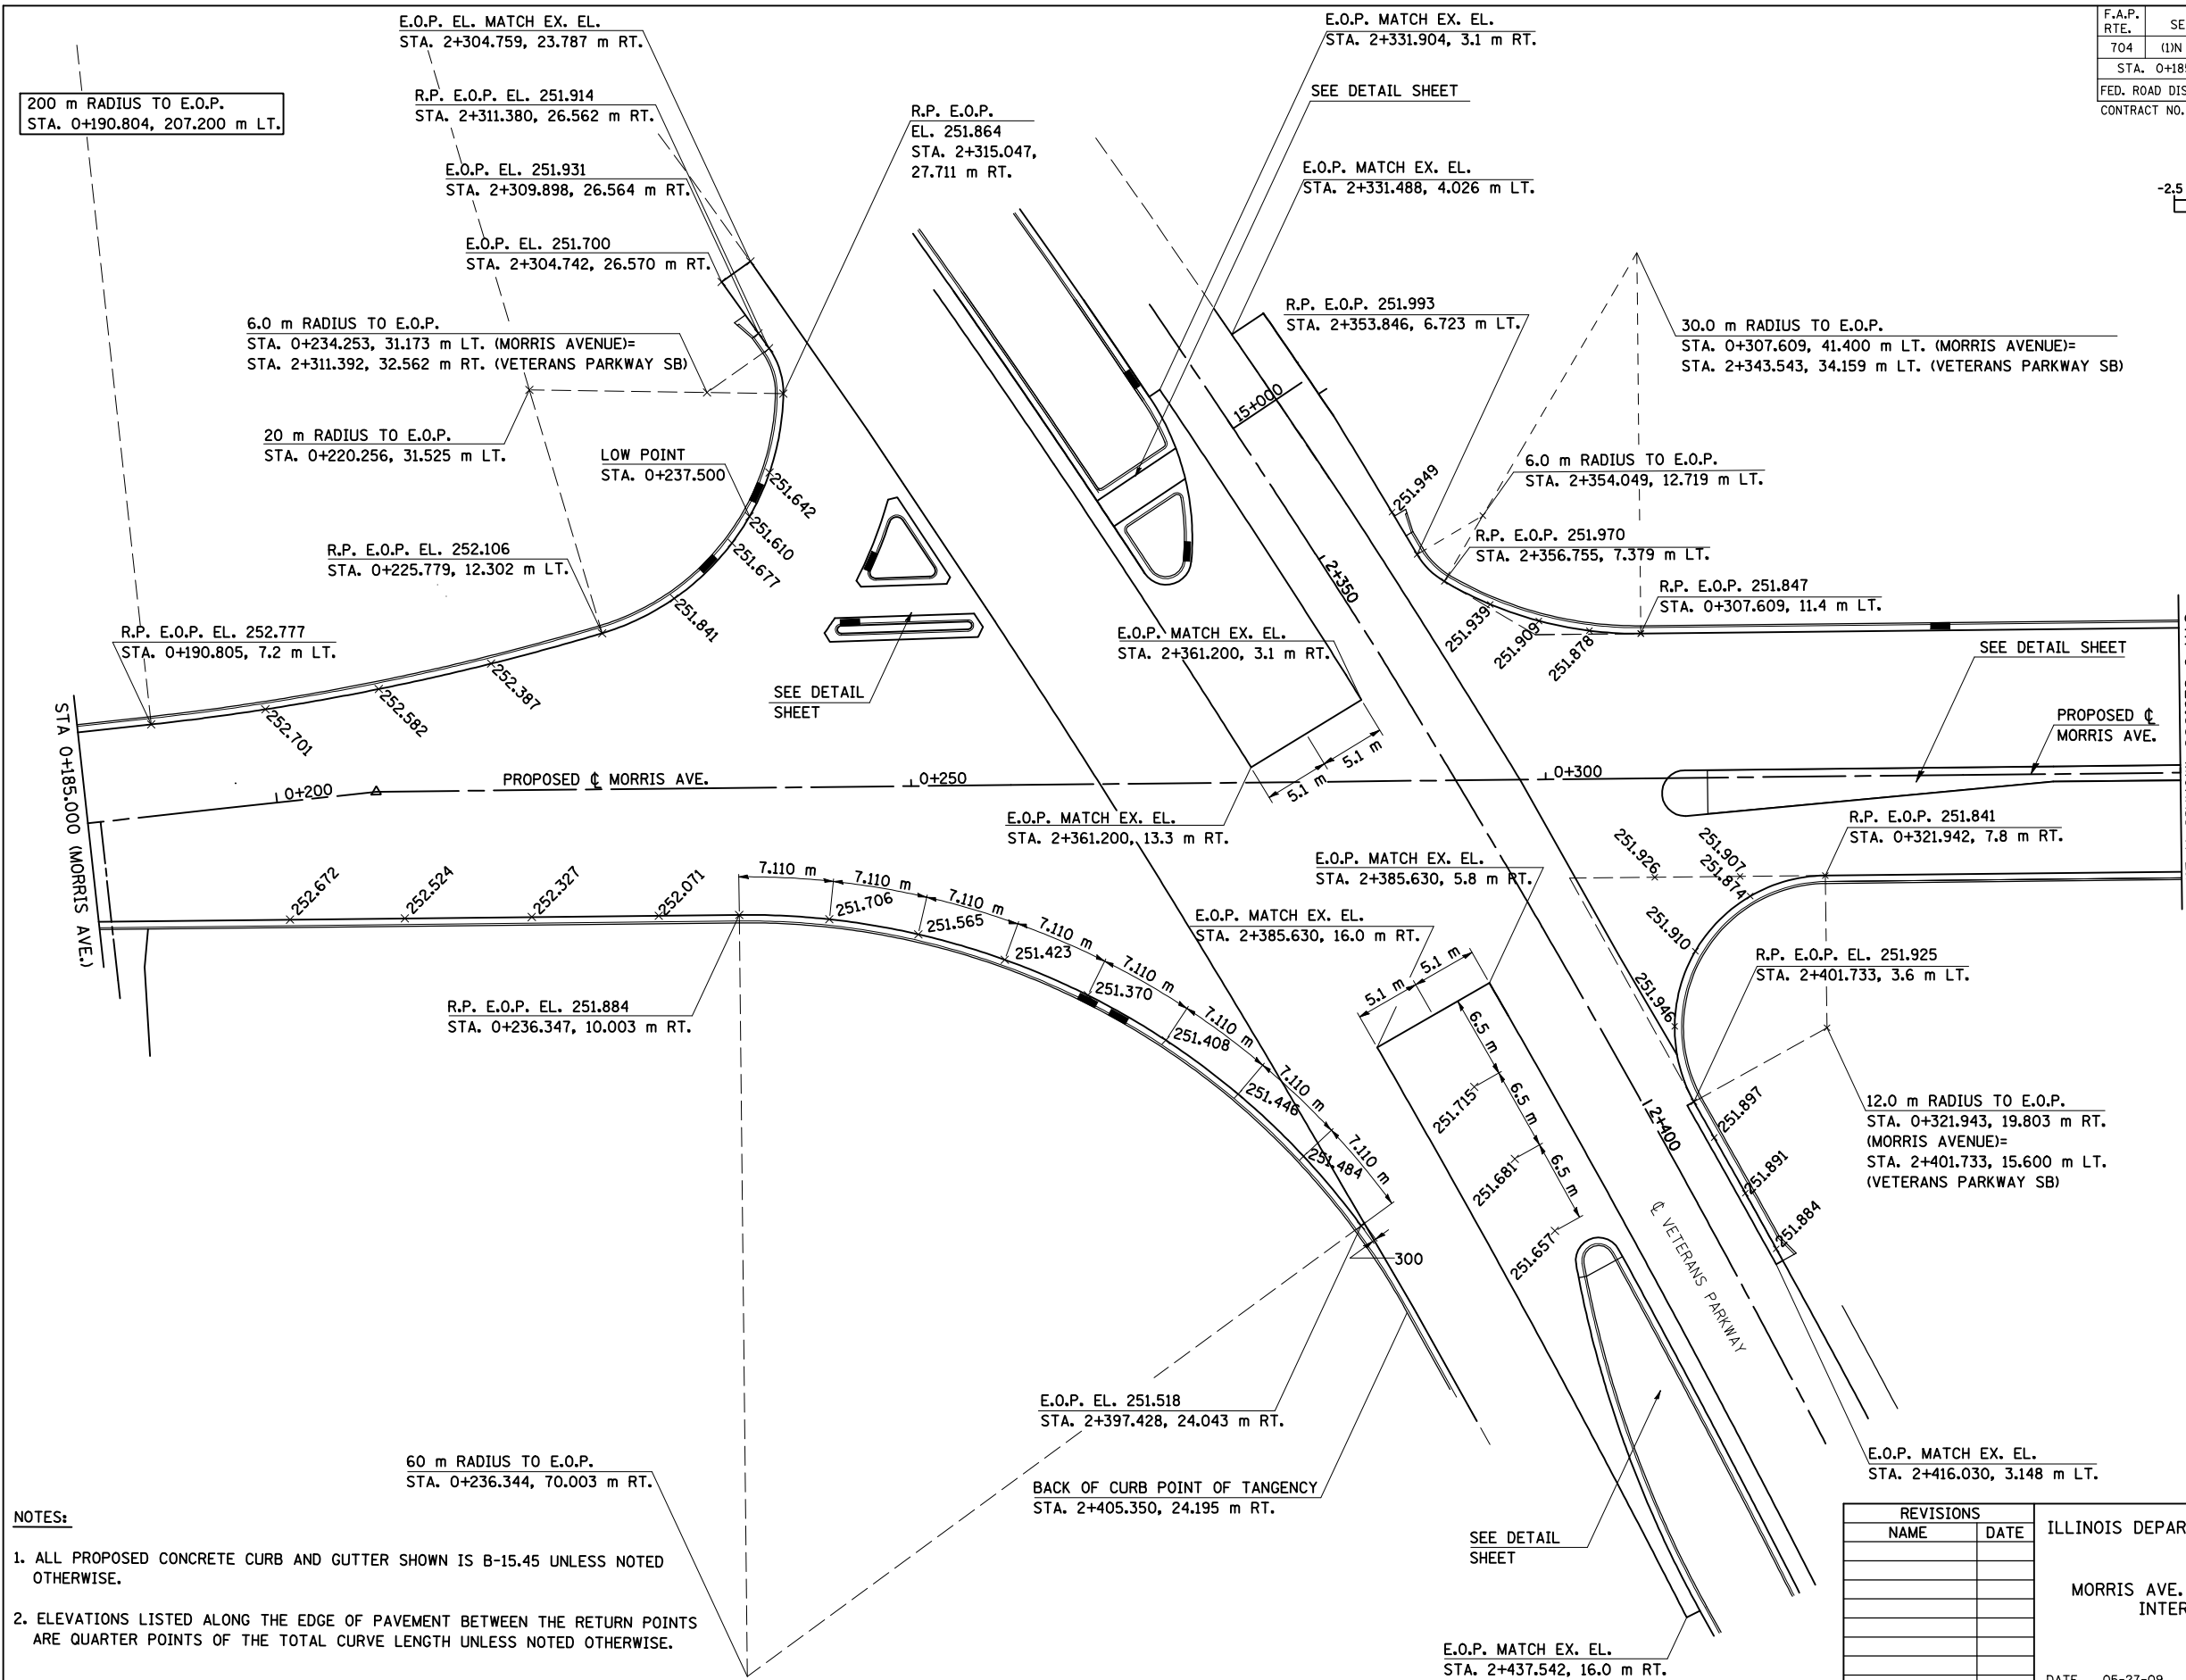 E.O.P. EL. MATCH EX. EL.
STA. 2+304.759, 23.787 m RT.
E.O.P. MATCH EX. EL.
STA. 2+331.904, 3.1 m RT.
F.A.P.
RTE.
SE
704
(1)N
STA. 0+185
FED. ROAD DIS
CONTRACT NO.
200 m RADIUS TO E.O.P.
STA. 0+190.804, 207.200 m LT.
R.P. E.O.P. EL. 251.914
STA. 2+311.380, 26.562 m RT.
R.P. E.O.P.
EL. 251.864
STA. 2+315.047,
27.711 m RT.
SEE DETAIL SHEET
E.O.P. EL. 251.931
STA. 2+309.898, 26.564 m RT.
E.O.P. MATCH EX. EL.
STA. 2+331.488, 4.026 m LT.
-2.5
E.O.P. EL. 251.700
STA. 2+304.742, 26.570 m RT.
R.P. E.O.P. 251.993
STA. 2+353.846, 6.723 m LT.
6.0 m RADIUS TO E.O.P.
STA. 0+234.253, 31.173 m LT. (MORRIS AVENUE)=
STA. 2+311.392, 32.562 m RT. (VETERANS PARKWAY SB)
30.0 m RADIUS TO E.O.P.
STA. 0+307.609, 41.400 m LT. (MORRIS AVENUE)=
STA. 2+343.543, 34.159 m LT. (VETERANS PARKWAY SB)
15+000
20 m RADIUS TO E.O.P.
STA. 0+220.256, 31.525 m LT.
LOW POINT
STA. 0+237.500
251.642
251.610
251.677
251.841
251.949
6.0 m RADIUS TO E.O.P.
STA. 2+354.049, 12.719 m LT.
R.P. E.O.P. 251.970
STA. 2+356.755, 7.379 m LT.
R.P. E.O.P. EL. 252.106
STA. 0+225.779, 12.302 m LT.
2+350
R.P. E.O.P. 251.847
STA. 0+307.609, 11.4 m LT.
251.939
251.909
251.878
R.P. E.O.P. EL. 252.777
STA. 0+190.805, 7.2 m LT.
E.O.P. MATCH EX. EL.
STA. 2+361.200, 3.1 m RT.
SEE DETAIL SHEET
252.387
252.582
252.701
SEE DETAIL
SHEET
PROPOSED ℄
MORRIS AVE.
STA 0+185.000 (MORRIS AVE.)
0+200
PROPOSED ℄ MORRIS AVE.
0+250
5.1 m
5.1 m
0+300
E.O.P. MATCH EX. EL.
STA. 2+361.200, 13.3 m RT.
R.P. E.O.P. 251.841
STA. 0+321.942, 7.8 m RT.
251.926
251.907
251.874
251.910
251.946
E.O.P. MATCH EX. EL.
STA. 2+385.630, 5.8 m RT.
252.672
252.524
252.327
252.071
7.110 m
7.110 m
7.110 m
7.110 m
7.110 m
7.110 m
7.110 m
7.110 m
251.706
251.565
251.423
251.370
251.408
251.446
251.484
E.O.P. MATCH EX. EL.
STA. 2+385.630, 16.0 m RT.
R.P. E.O.P. EL. 251.925
STA. 2+401.733, 3.6 m LT.
5.1 m
5.1 m
R.P. E.O.P. EL. 251.884
STA. 0+236.347, 10.003 m RT.
6.5 m
6.5 m
6.5 m
251.715
251.681
251.657
2+400
251.897
251.891
251.884
12.0 m RADIUS TO E.O.P.
STA. 0+321.943, 19.803 m RT.
(MORRIS AVENUE)=
STA. 2+401.733, 15.600 m LT.
(VETERANS PARKWAY SB)
300
℄ VETERANS PARKWAY
E.O.P. EL. 251.518
STA. 2+397.428, 24.043 m RT.
60 m RADIUS TO E.O.P.
STA. 0+236.344, 70.003 m RT.
BACK OF CURB POINT OF TANGENCY
STA. 2+405.350, 24.195 m RT.
E.O.P. MATCH EX. EL.
STA. 2+416.030, 3.148 m LT.
SEE DETAIL
SHEET
E.O.P. MATCH EX. EL.
STA. 2+437.542, 16.0 m RT.
NOTES:
1. ALL PROPOSED CONCRETE CURB AND GUTTER SHOWN IS B-15.45 UNLESS NOTED
OTHERWISE.
2. ELEVATIONS LISTED ALONG THE EDGE OF PAVEMENT BETWEEN THE RETURN POINTS
ARE QUARTER POINTS OF THE TOTAL CURVE LENGTH UNLESS NOTED OTHERWISE.
REVISIONS
NAME
DATE
ILLINOIS DEPAR
MORRIS AVE.
INTER
DATE 05-27-09